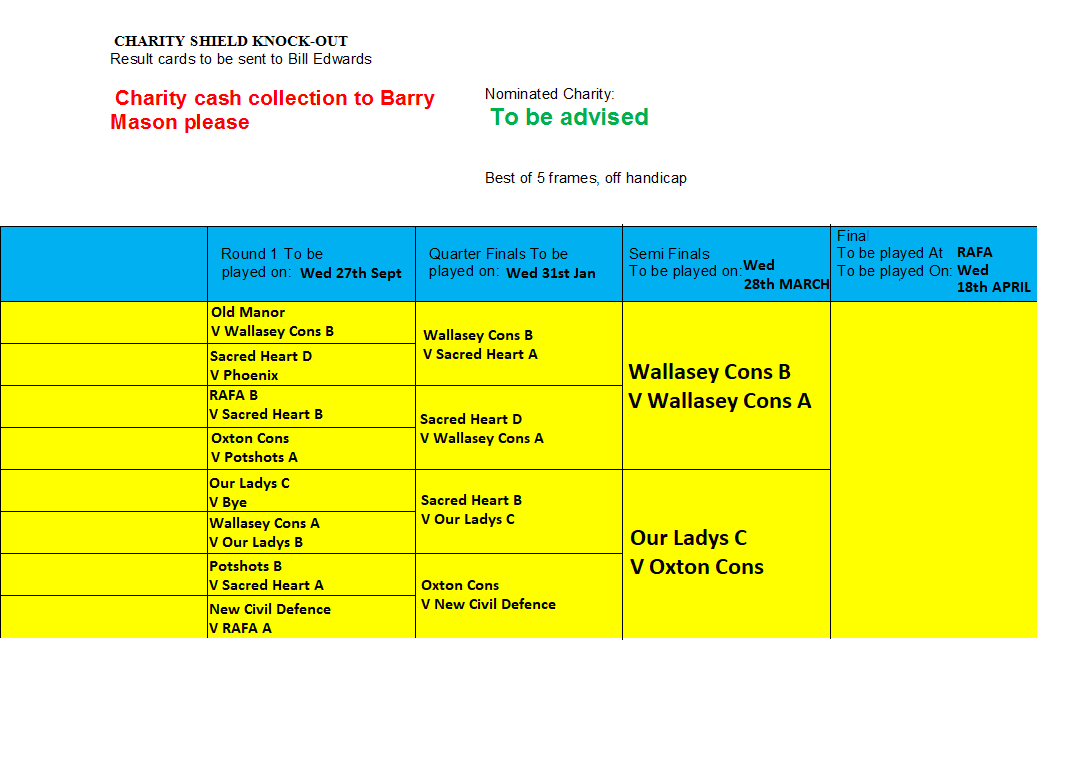 CHARITY SHIELD KNOCK-OUT
Result cards to be sent to Bill Edwards
Charity cash collection to Barry
Mason please
Nominated Charity:
To be advised
Best of 5 frames, off handicap
Round 1 To be
played on: Wed 27th Sept
Quarter Finals To be
played on: Wed 31st Jan
Semi Finals
To be played on: Wed
28th MARCH
Final
To be played At RAFA
To be played On: Wed
18th APRIL
Old Manor
V Wallasey Cons B
Sacred Heart D
V Phoenix
RAFA B
V Sacred Heart B
Oxton Cons
V Potshots A
Our Ladys C
V Bye
Wallasey Cons A
V Our Ladys B
Potshots B
V Sacred Heart A
New Civil Defence
V RAFA A
Wallasey Cons B
V Sacred Heart A
Sacred Heart D
V Wallasey Cons A
Sacred Heart B
V Our Ladys C
Oxton Cons
V New Civil Defence
Wallasey Cons B
V Wallasey Cons A
Our Ladys C
V Oxton Cons